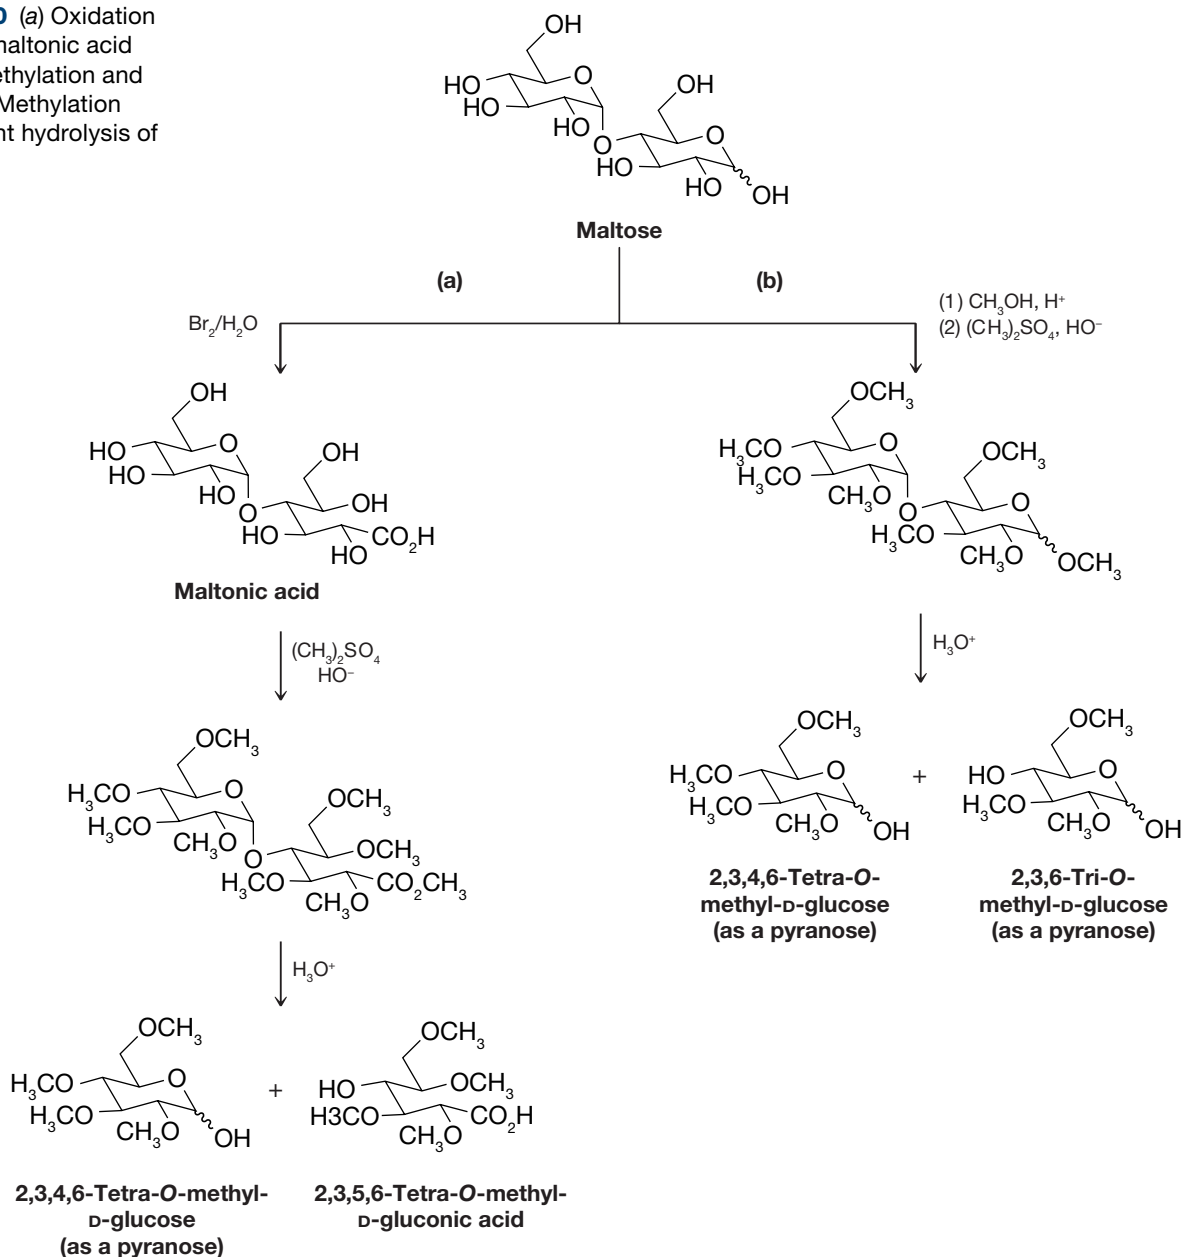 0 (a) Oxidation
maltonic acid
ethylation and
Methylation
nt hydrolysis of
OH
O
HO
HO
HO
O
OH
O
HO
HO
OH
Maltose
(a)
(b)
Br₂/H₂O
(1) CH₃OH, H⁺
(2) (CH₃)₂SO₄, HO⁻
OH
HO
O
HO
HO
O
OH
OH
HO
HO
CO₂H
Maltonic acid
OCH₃
H₃CO
O
H₃CO
CH₃O
O
OCH₃
O
H₃CO
CH₃O
OCH₃
(CH₃)₂SO₄
HO⁻
H₃O⁺
OCH₃
H₃CO
O
H₃CO
CH₃O
O
OCH₃
OCH₃
H₃CO
CH₃O
CO₂CH₃
OCH₃
H₃CO
O
H₃CO
CH₃O
OH
+
OCH₃
HO
O
H₃CO
CH₃O
OH
2,3,4,6-Tetra-O-
methyl-D-glucose
(as a pyranose)
2,3,6-Tri-O-
methyl-D-glucose
(as a pyranose)
H₃O⁺
OCH₃
H₃CO
O
H₃CO
CH₃O
OH
+
OCH₃
HO
OCH₃
H3CO
CH₃O
CO₂H
2,3,4,6-Tetra-O-methyl-
D-glucose
(as a pyranose)
2,3,5,6-Tetra-O-methyl-
D-gluconic acid